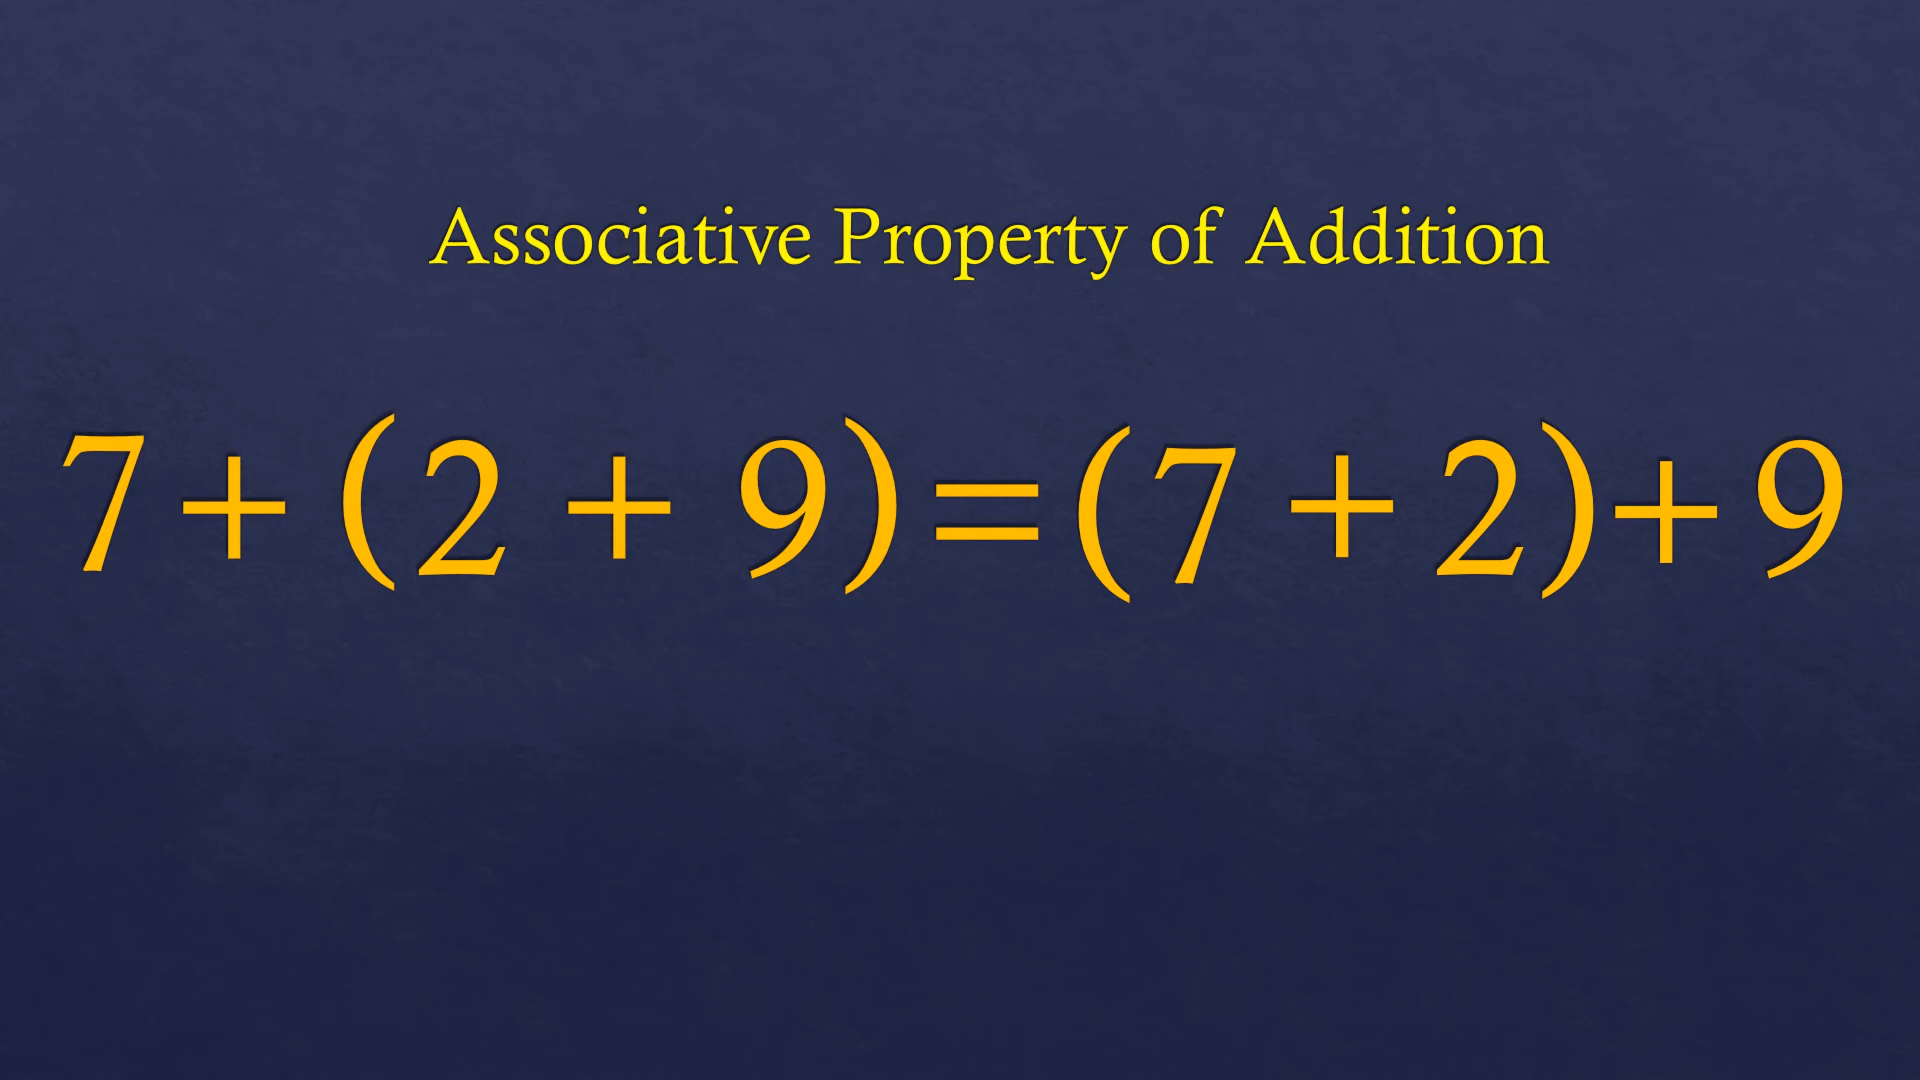 Associative Property of Addition
7 + (2 + 9) = (7 + 2) + 9